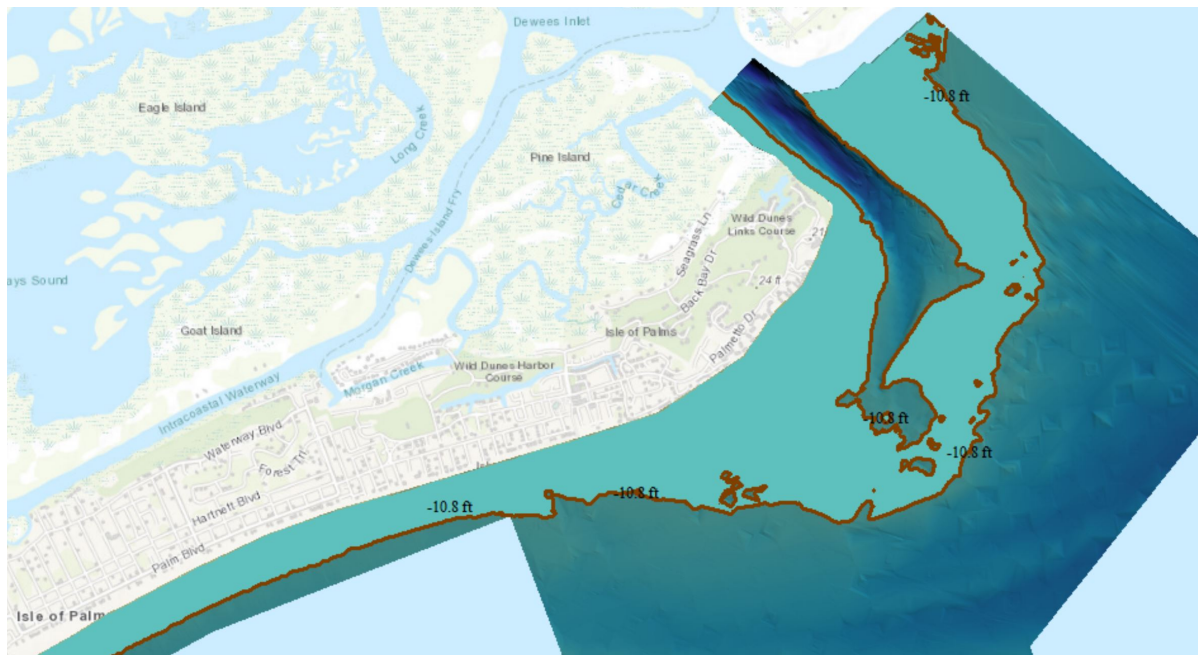 Dewees Inlet
Eagle Island
Long Creek
-10.8 ft
Pine Island
Cedar Creek
Dewees-Island Fry
Seagrass Ln
Wild Dunes
Links Course
21
ays Sound
Back Bay Dr
24 ft
Goat Island
Isle of Palms
Palmetto Dr
Morgan Creek
Wild Dunes Harbor
Course
Intracoastal Waterway
-10.8 ft
Waterway Blvd
-10.8 ft
Forest Trl
Isl
-10.8 ft
-10.8 ft
Hartnett Blvd
Palm Blvd
Isle of Palm